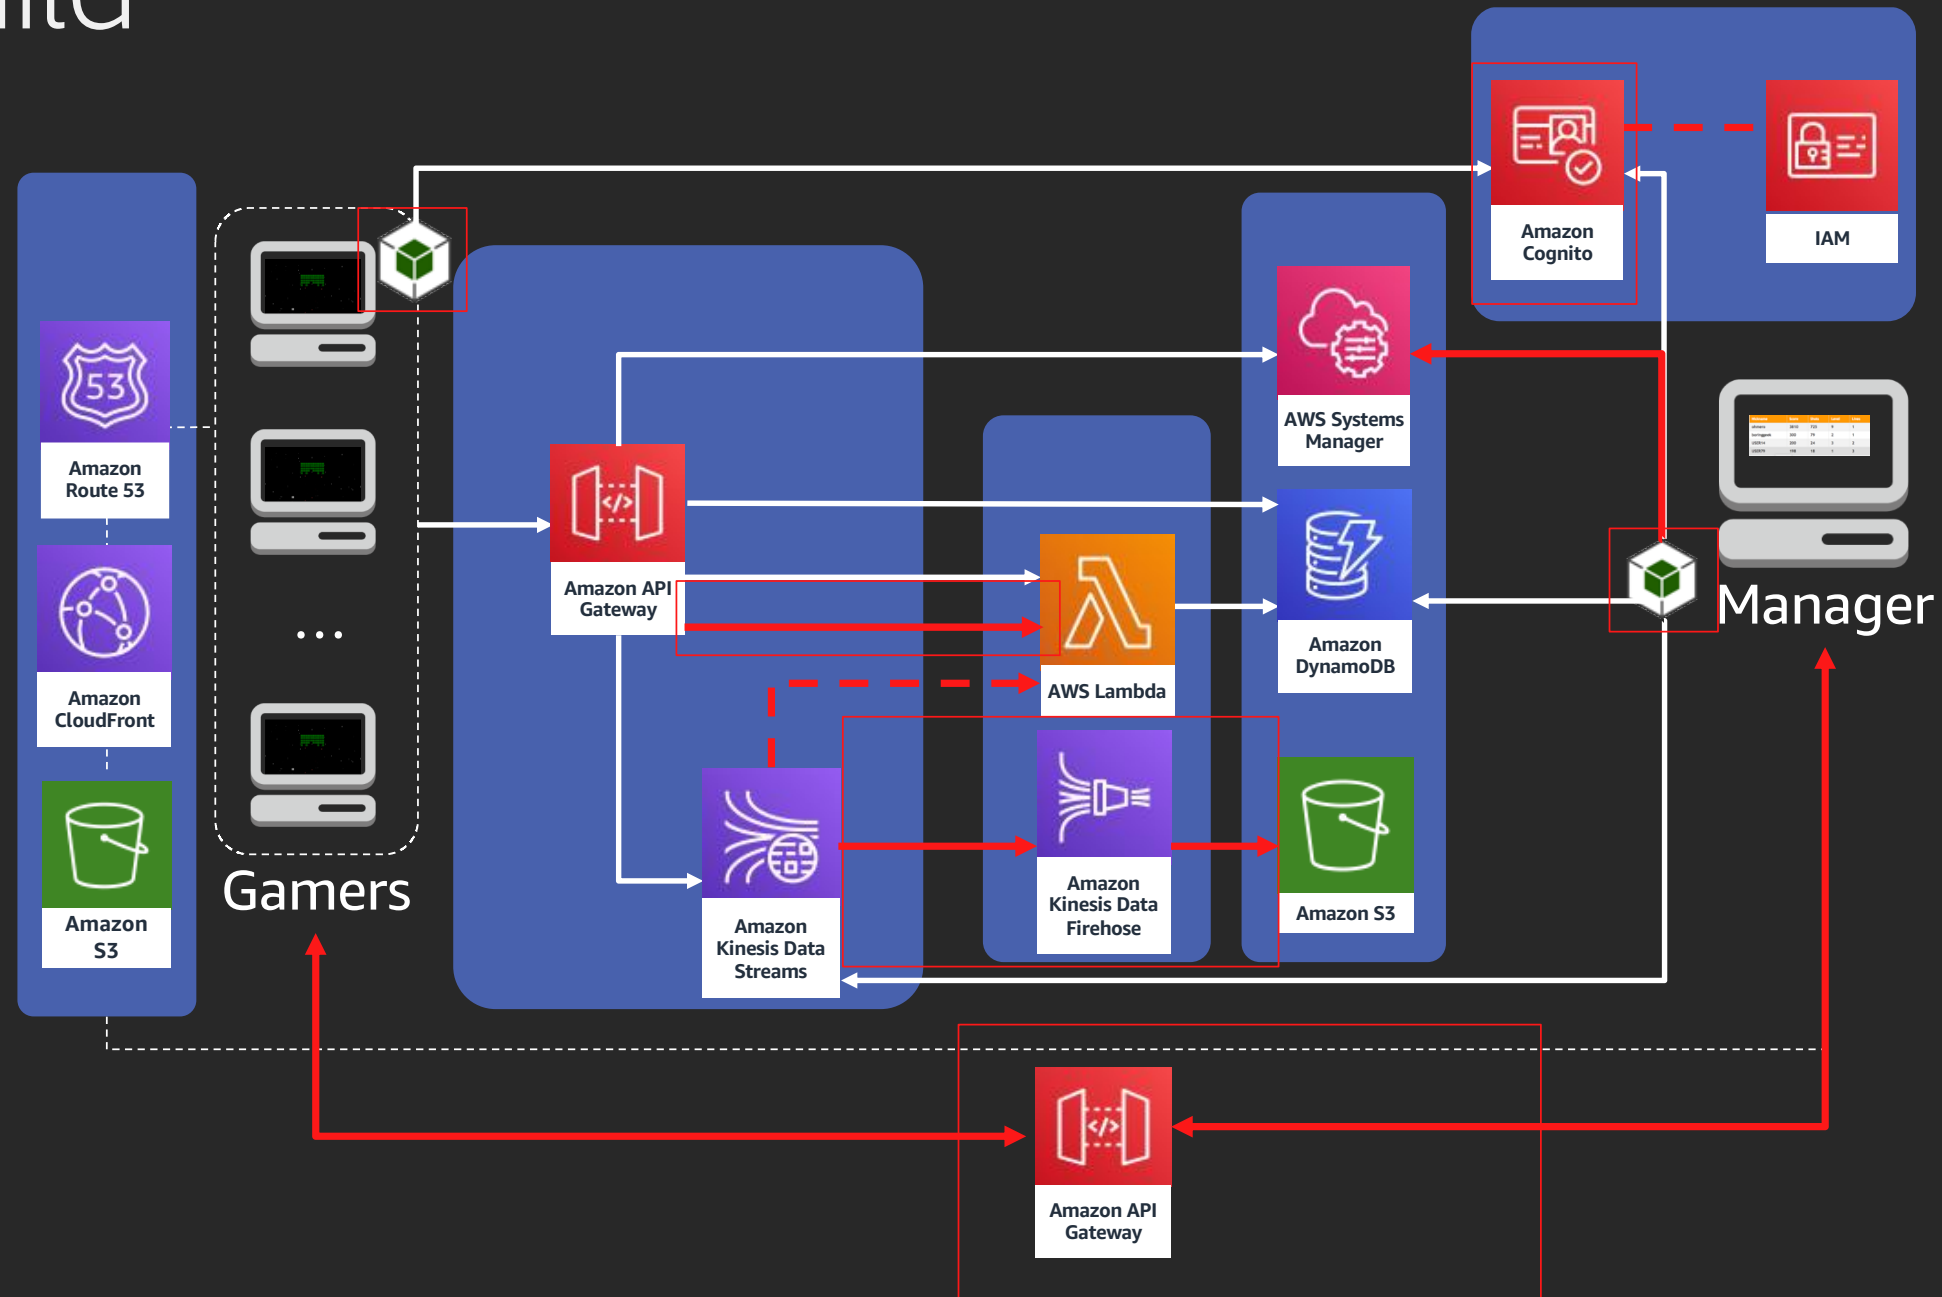 Amazon
Cognito
IAM
53
Amazon
Route 53
AWS Systems
Manager
</>
Amazon API
Gateway
Manager
...
Amazon
CloudFront
AWS Lambda
Amazon
DynamoDB
Gamers
Amazon
S3
Amazon
Kinesis Data
Streams
Amazon
Kinesis Data
Firehose
Amazon S3
</>
Amazon API
Gateway